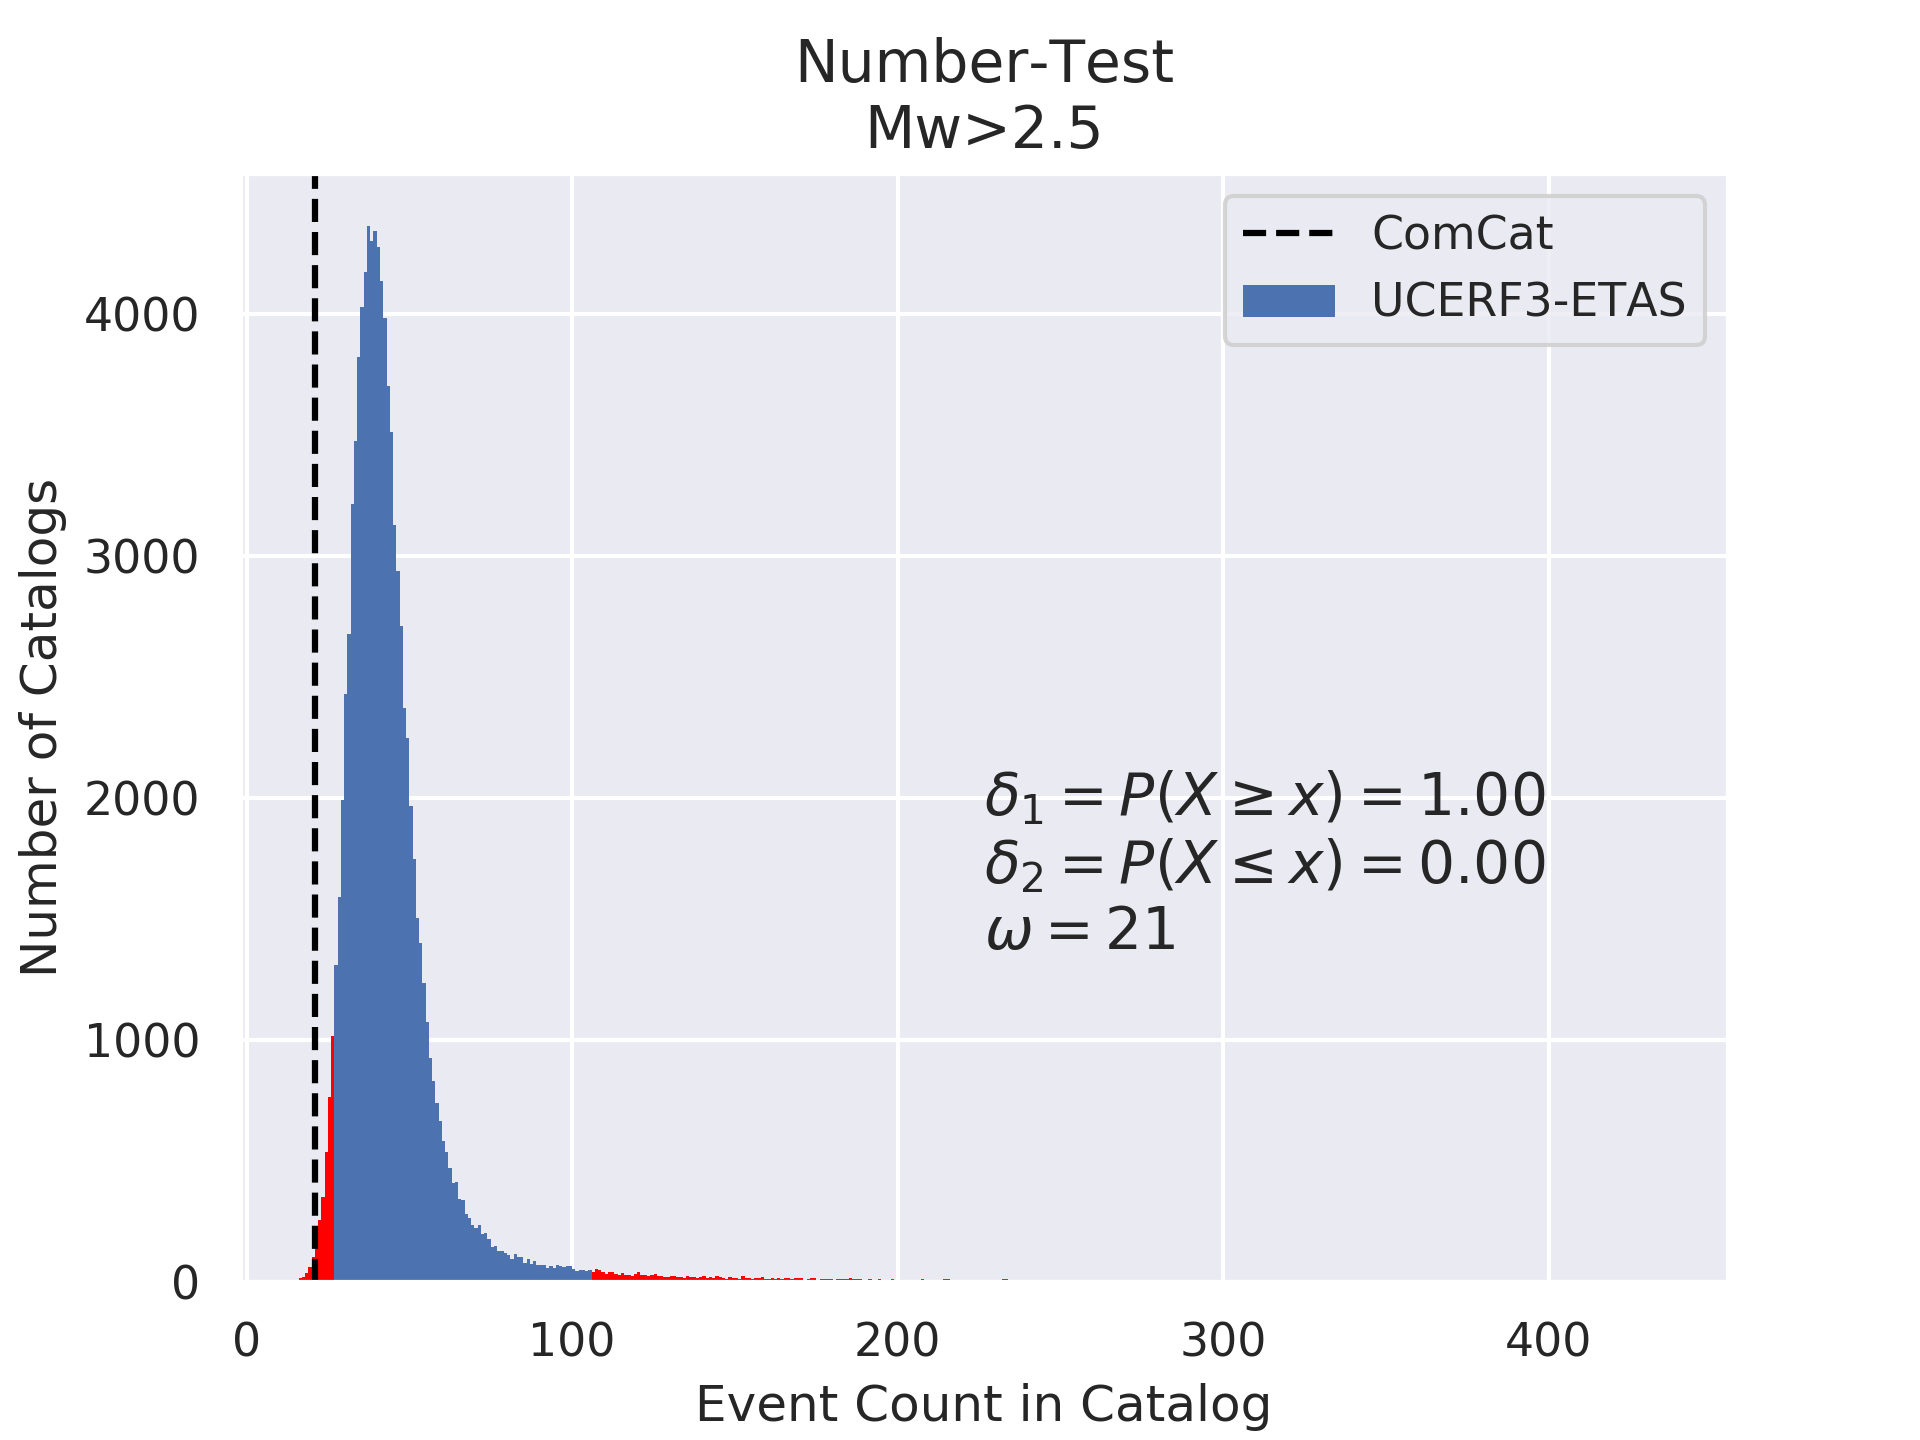 Number-Test
Mw>2.5
ComCat
UCERF3-ETAS
4000
3000
2000
1000
0
Number of Catalogs
δ₁ = P(X ≥ x) = 1.00
δ₂ = P(X ≤ x) = 0.00
ω = 21
0 100 200 300 400
Event Count in Catalog